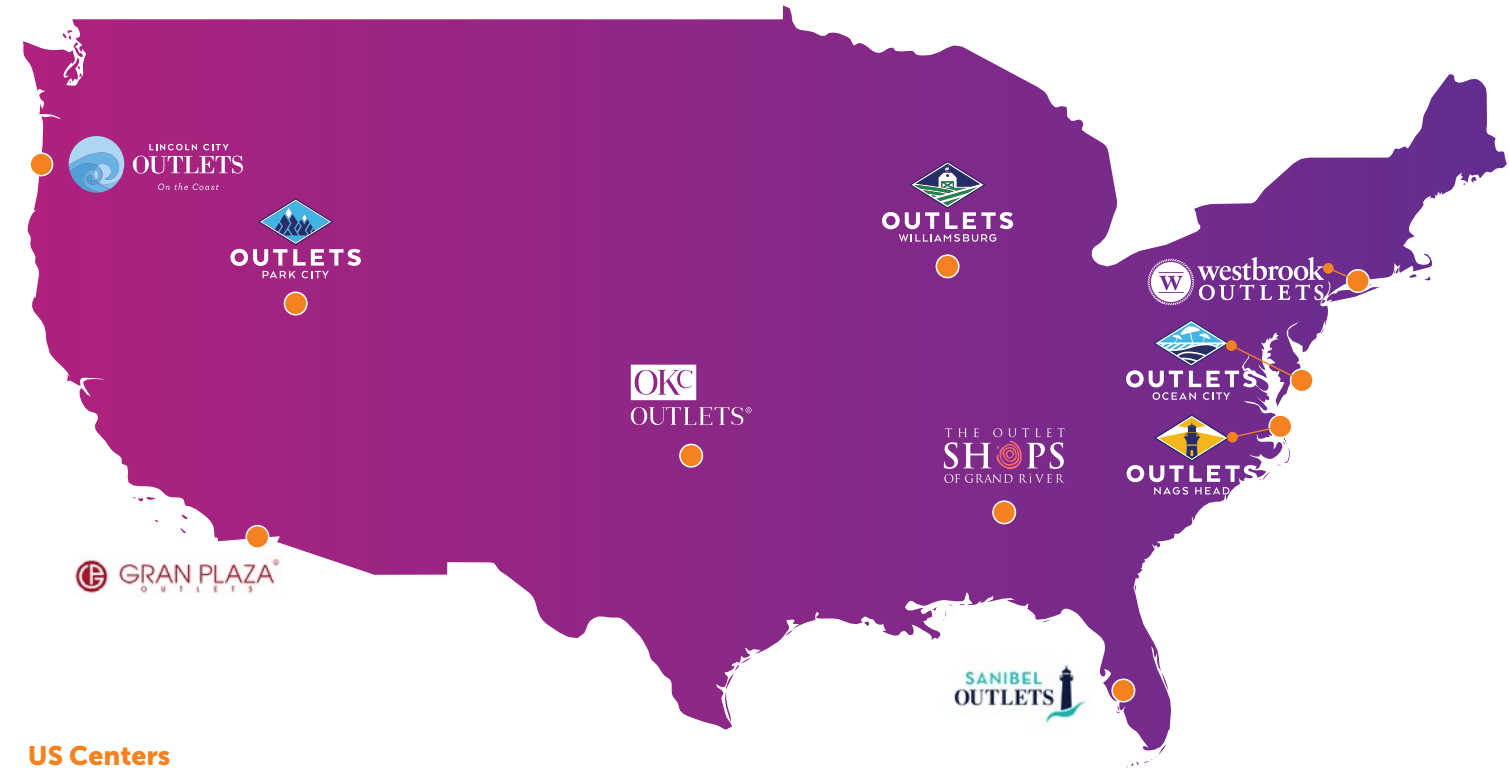 LINCOLN CITY
OUTLETS
On the Coast
OUTLETS
PARK CITY
OUTLETS
WILLIAMSBURG
W
westbrook
OUTLETS
OUTLETS
OCEAN CITY
OKC
OUTLETS®
THE OUTLET
SHOPS
OF GRAND RIVER
OUTLETS
NAGS HEAD
GP
GRAN PLAZA®
OUTLETS
SANIBEL
OUTLETS
US Centers